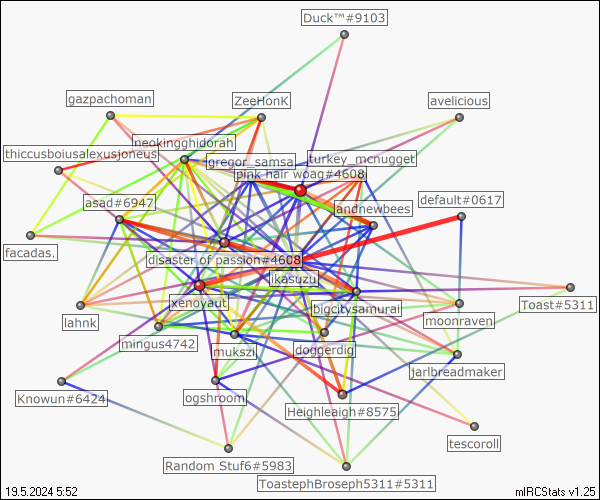 Duck™#9103
gazpachoman
ZeeHonK
avelicious
neokingghidorah
thiccusboiusalexusjoneus
gregor_samsa
turkey_mcnugget
pink hair woag#4608
default#0617
asad#6947
andnewbees
facadas.
disaster of passion#4608
ikasuzu
xenoyaut
bigcitysamurai
Toast#5311
lahnk
moonraven
mingus4742
mukszi
doggerdig
jarlbreadmaker
Knowun#6424
ogshroom
Heighleaigh#8575
tescoroll
Random Stuf6#5983
ToastephBroseph5311#5311
19.5.2024 5:52
mIRCStats v1.25